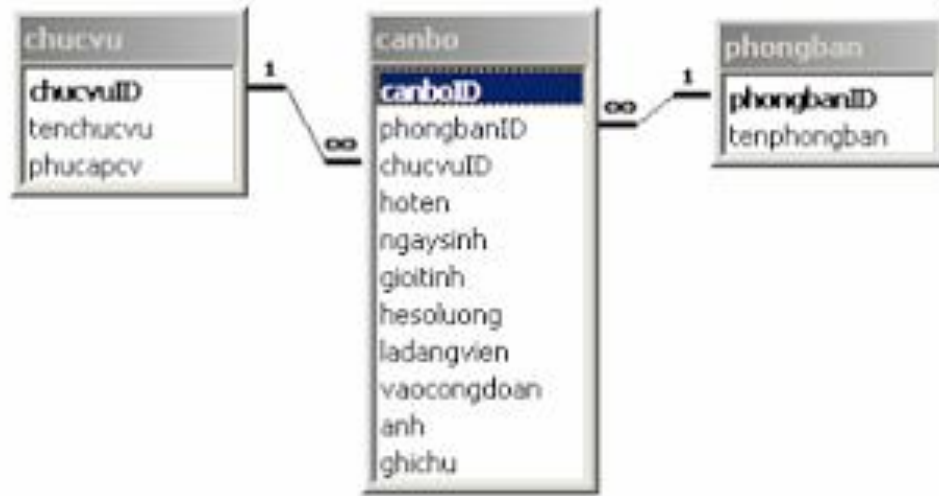 chucvu
chucvuID
tenchucvu
phucapcv
1
∞
canbo
canboID
phongbanID
chucvuID
hoten
ngaysinh
gioitinh
hesoluong
ladangvien
vaocongdoan
anh
ghichu
∞
1
phongban
phongbanID
tenphongban